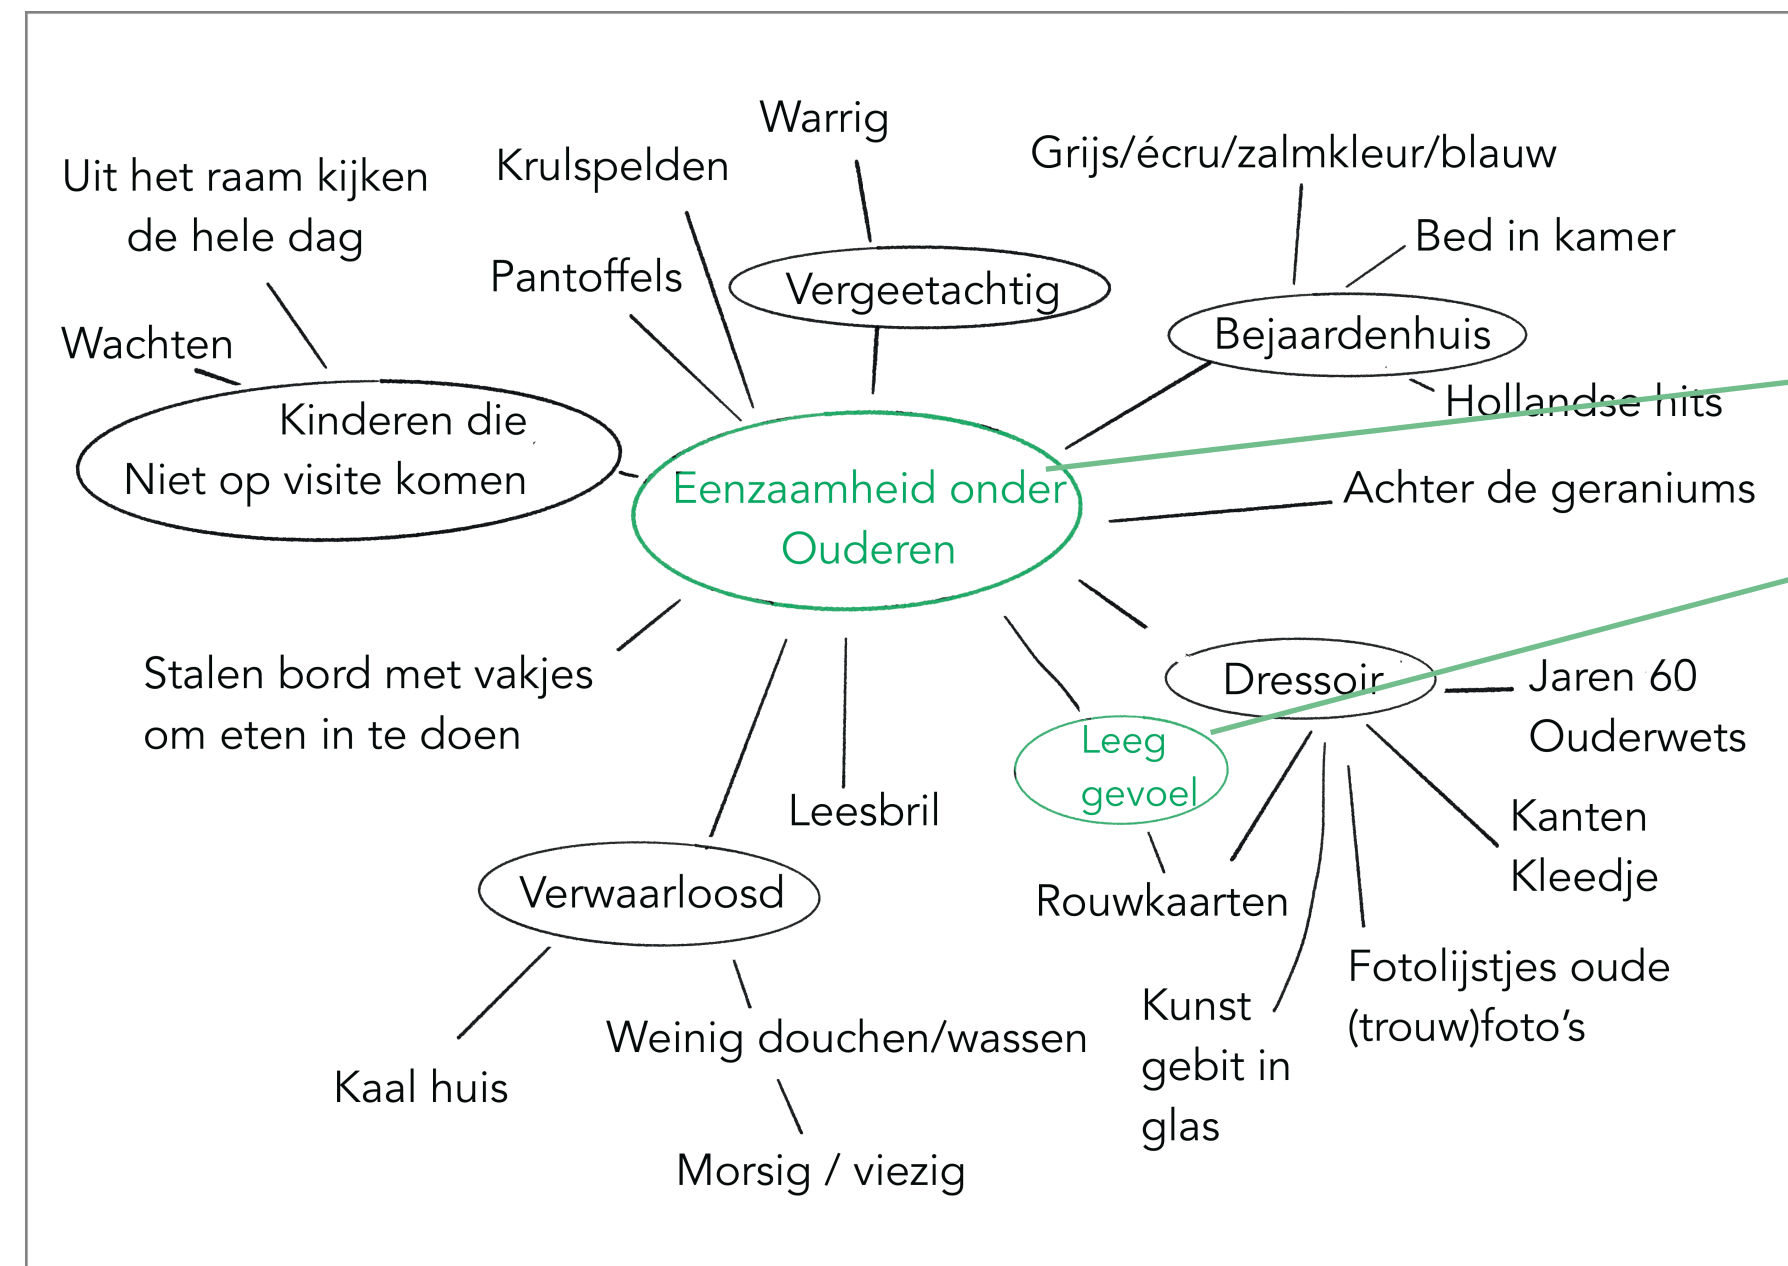 Warrig
Grijs/écru/zalmkleur/blauw
Krulspelden
Uit het raam kijken
de hele dag
Bed in kamer
Pantoffels
Vergeetachtig
Bejaardenhuis
Wachten
Hollandse hits
Kinderen die
Niet op visite komen
Eenzaamheid onder
Ouderen
Achter de geraniums
Stalen bord met vakjes
om eten in te doen
Dressoir
Jaren 60
Ouderwets
Leeg
gevoel
Leesbril
Kanten
Kleedje
Verwaarloosd
Rouwkaarten
Fotolijstjes oude
(trouw)foto’s
Kunst
gebit in
glas
Weinig douchen/wassen
Kaal huis
Morsig / viezig